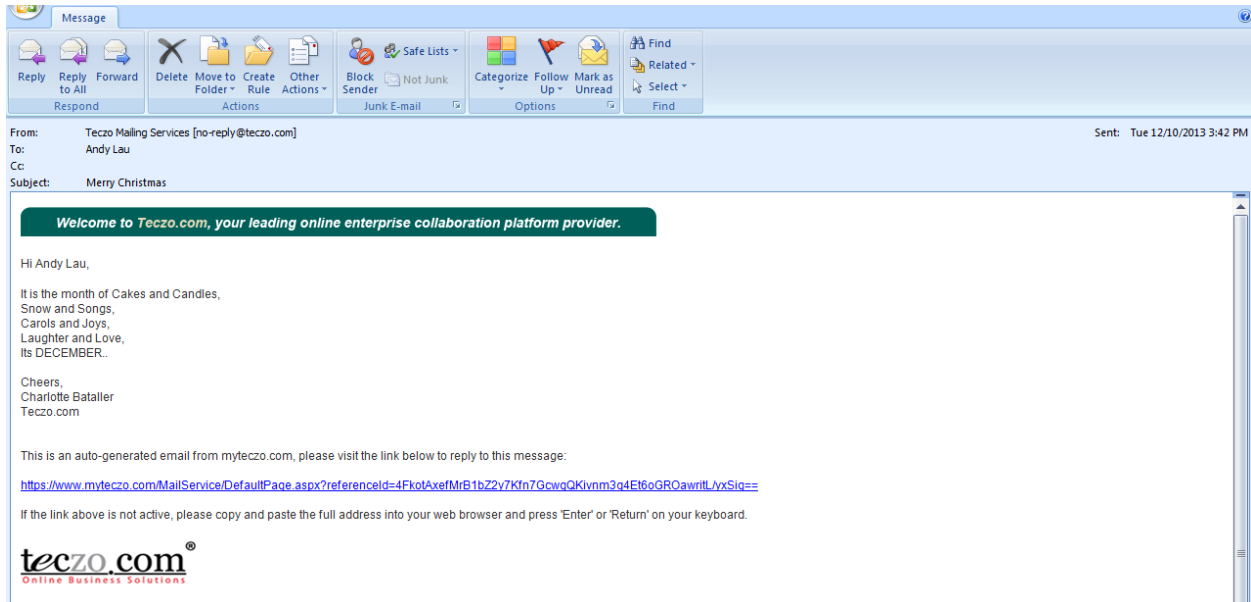 Message
Reply
Reply to All
Forward
Respond
Delete
Move to Folder
Create Rule
Other Actions
Actions
Block Sender
Safe Lists
Not Junk
Junk E-mail
Categorize
Follow Up
Mark as Unread
Options
Find
Related
Select
Find
From: Teczo Mailing Services [no-reply@teczo.com]
Sent: Tue 12/10/2013 3:42 PM
To: Andy Lau
Cc:
Subject: Merry Christmas
Welcome to Teczo.com, your leading online enterprise collaboration platform provider.
Hi Andy Lau,
It is the month of Cakes and Candles,
Snow and Songs,
Carols and Joys,
Laughter and Love,
Its DECEMBER..
Cheers,
Charlotte Bataller
Teczo.com
This is an auto-generated email from myteczo.com, please visit the link below to reply to this message:
https://www.myteczo.com/MailService/DefaultPage.aspx?referenceId=4FkotAxefMrB1bZ2y7Kfn7GcwgQKivnm3q4Et6oGROawritL/yxSig==
If the link above is not active, please copy and paste the full address into your web browser and press 'Enter' or 'Return' on your keyboard.
teczo.com®
Online Business Solutions